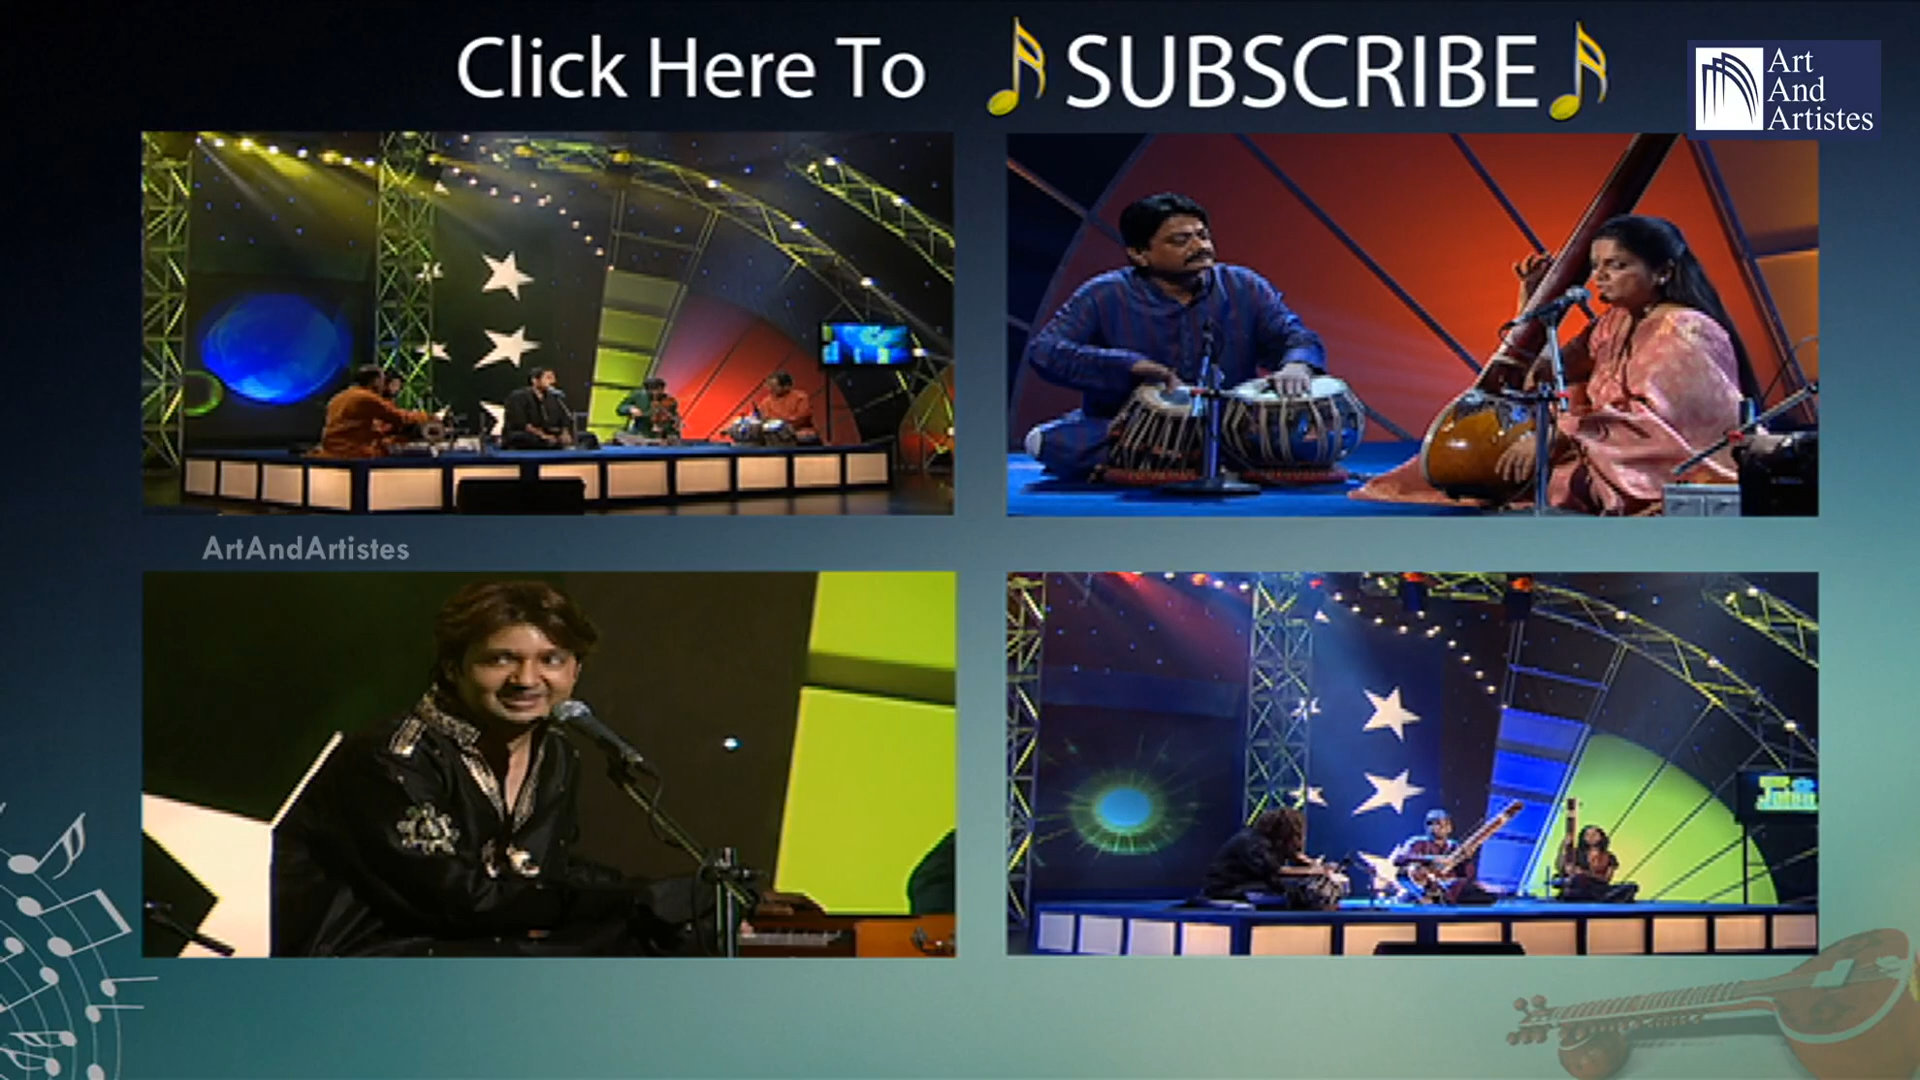 Click Here To SUBSCRIBE
Art
And
Artistes
ArtAndArtistes